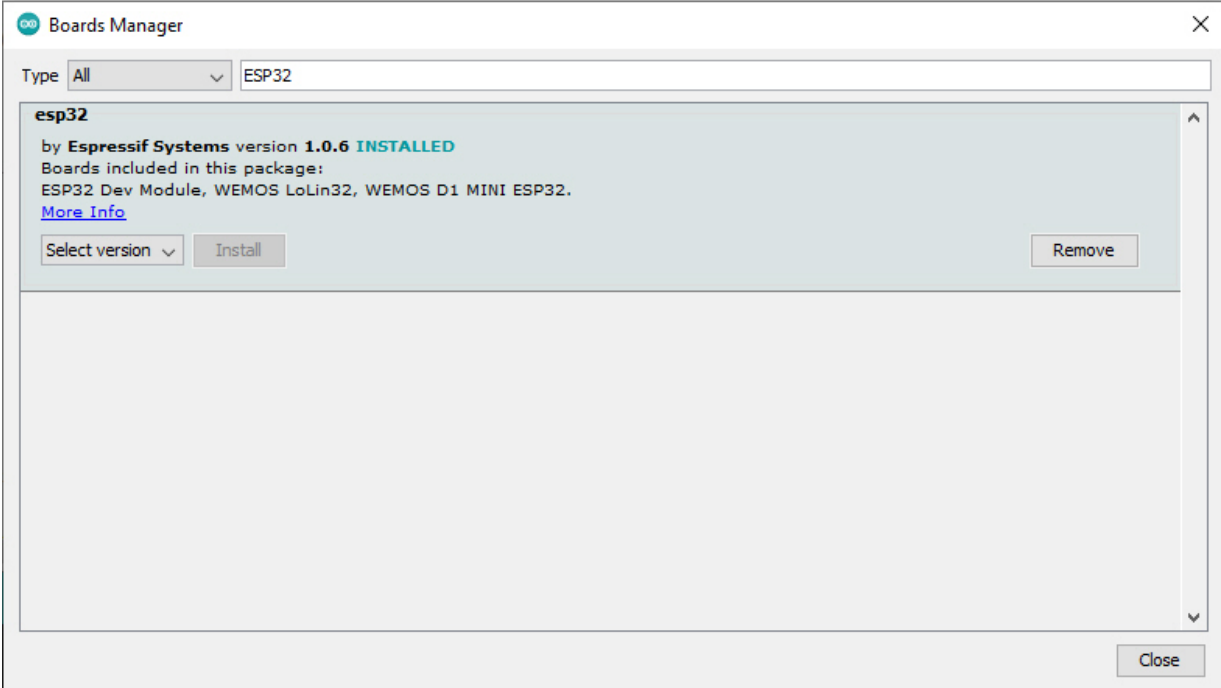 Boards Manager
Type All ESP32
esp32
by Espressif Systems version 1.0.6 INSTALLED
Boards included in this package:
ESP32 Dev Module, WEMOS LoLin32, WEMOS D1 MINI ESP32.
More Info
Select version Install Remove
Close